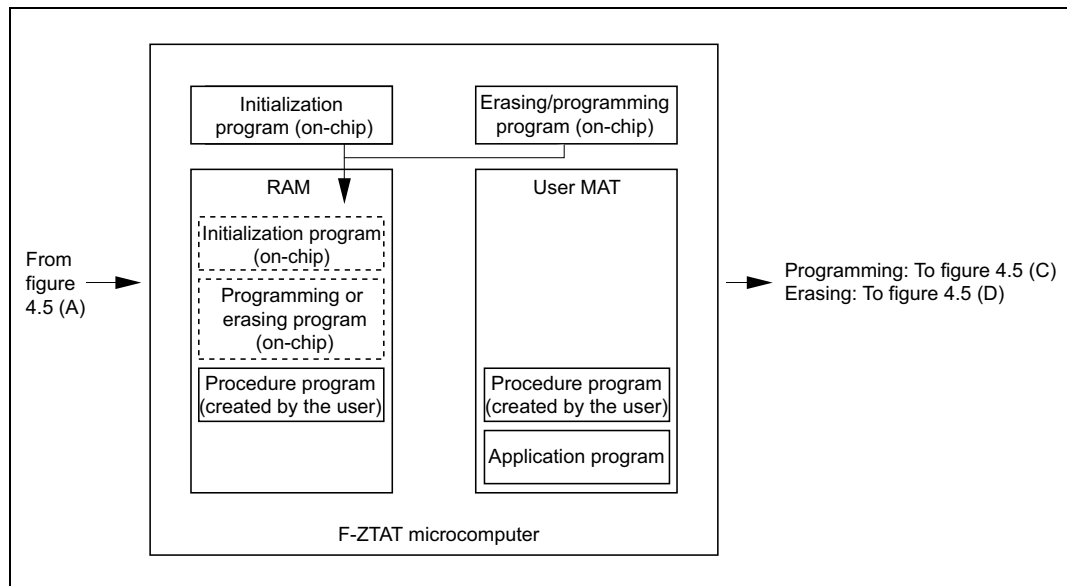 Initialization
program (on-chip)
Erasing/programming
program (on-chip)
RAM
User MAT
Initialization program
(on-chip)
Programming or
erasing program
(on-chip)
Procedure program
(created by the user)
Procedure program
(created by the user)
Application program
From
figure
4.5 (A)
Programming: To figure 4.5 (C)
Erasing: To figure 4.5 (D)
F-ZTAT microcomputer